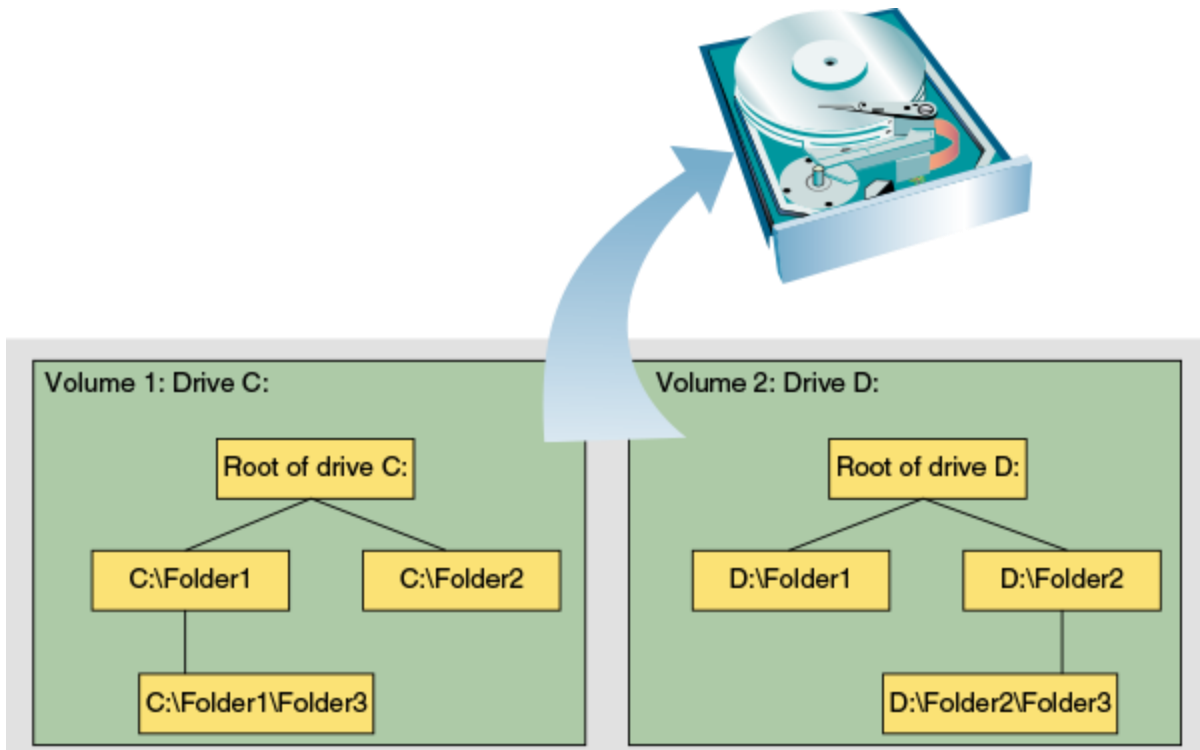 Volume 1: Drive C:
Root of drive C:
C:\Folder1
C:\Folder2
C:\Folder1\Folder3
Volume 2: Drive D:
Root of drive D:
D:\Folder1
D:\Folder2
D:\Folder2\Folder3